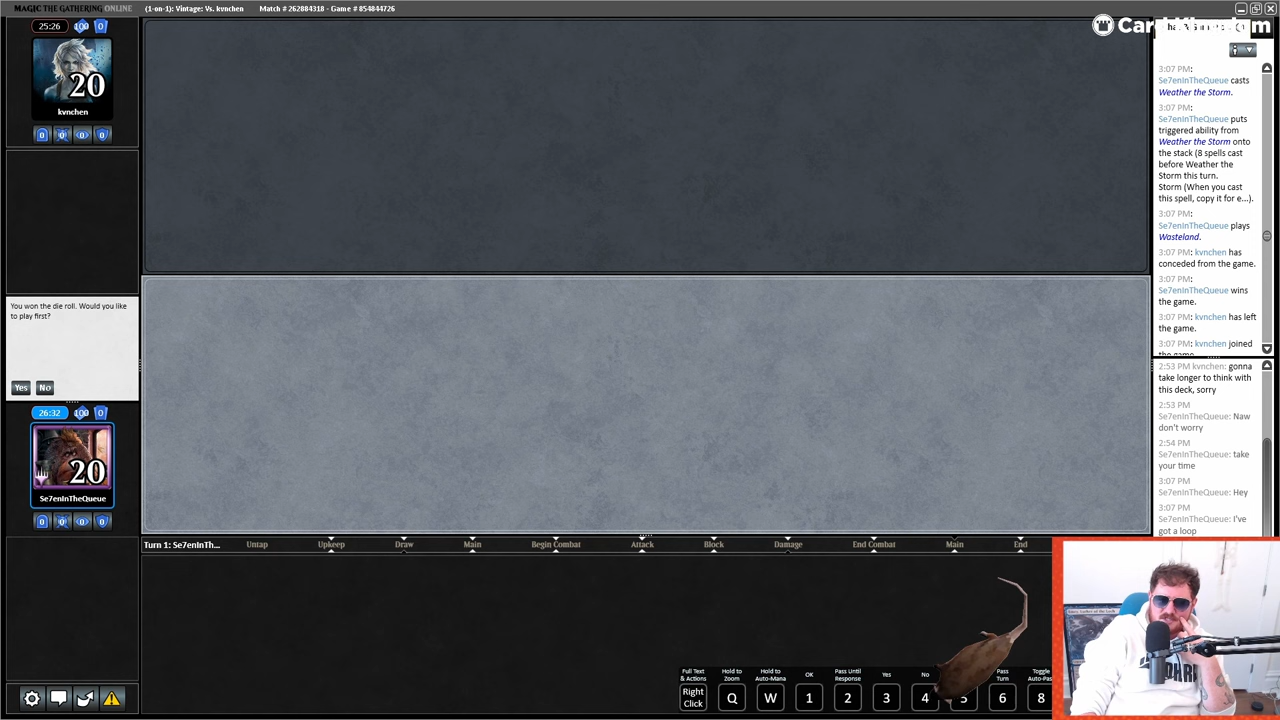 MAGIC THE GATHERING ONLINE
(1-on-1): Vintage: Vs. kvnchen
Match # 262884318 - Game # 854844726
25:26
100
0
20
kvnchen
0
0
0
0
You won the die roll. Would you like
to play first?
Yes
No
26:32
100
0
20
Se7enInTheQueue
0
0
0
0
Turn 1: Se7enInTh...
Untap
Upkeep
Draw
Main
Begin Combat
Attack
Block
Damage
End Combat
Main
End
Full Text
& Actions
Right
Click
Hold to
Zoom
Q
Hold to
Auto-Mana
W
OK
1
Pass Until
Response
2
Yes
3
No
4
5
Pass
Turn
6
Toggle
Auto-Pas
8
Card Kingdom
3:07 PM:
Se7enInTheQueue casts
Weather the Storm.
3:07 PM:
Se7enInTheQueue puts
triggered ability from
Weather the Storm onto
the stack (8 spells cast
before Weather the
Storm this turn.
Storm (When you cast
this spell, copy it for e...).
3:07 PM:
Se7enInTheQueue plays
Wasteland.
3:07 PM: kvnchen has
conceded from the game.
3:07 PM:
Se7enInTheQueue wins
the game.
3:07 PM: kvnchen has left
the game.
3:07 PM: kvnchen joined
the game.
2:53 PM kvnchen: gonna
take longer to think with
this deck, sorry
2:53 PM
Se7enInTheQueue: Naw
don't worry
2:54 PM
Se7enInTheQueue: take
your time
3:07 PM
Se7enInTheQueue: Hey
3:07 PM
Se7enInTheQueue: I've
got a loop